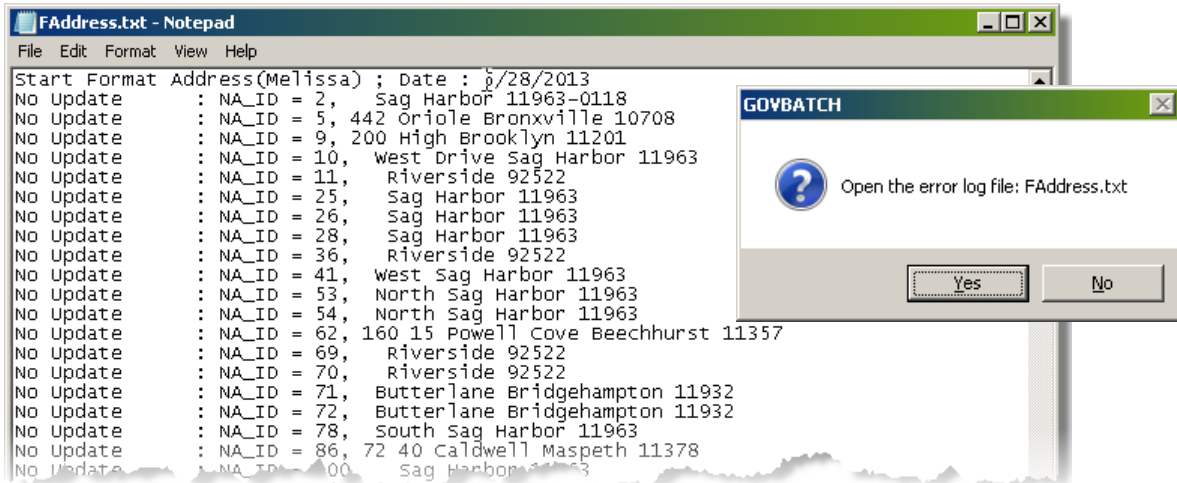 FAddress.txt - Notepad
File Edit Format View Help
Start Format Address(Melissa) ; Date : 6/28/2013
No Update : NA_ID = 2, Sag Harbor 11963-0118
No Update : NA_ID = 5, 442 Oriole Bronxville 10708
No Update : NA_ID = 9, 200 High Brooklyn 11201
No Update : NA_ID = 10, West Drive Sag Harbor 11963
No Update : NA_ID = 11, Riverside 92522
No Update : NA_ID = 25, Sag Harbor 11963
No Update : NA_ID = 26, Sag Harbor 11963
No Update : NA_ID = 28, Sag Harbor 11963
No Update : NA_ID = 36, Riverside 92522
No Update : NA_ID = 41, West Sag Harbor 11963
No Update : NA_ID = 53, North Sag Harbor 11963
No Update : NA_ID = 54, North Sag Harbor 11963
No Update : NA_ID = 62, 160 15 Powell Cove Beechhurst 11357
No Update : NA_ID = 69, Riverside 92522
No Update : NA_ID = 70, Riverside 92522
No Update : NA_ID = 71, Butterlane Bridgehampton 11932
No Update : NA_ID = 72, Butterlane Bridgehampton 11932
No Update : NA_ID = 78, South Sag Harbor 11963
No Update : NA_ID = 86, 72 40 Caldwell Maspeth 11378
No Update Sag Harbor
GOVBATCH
Open the error log file: FAddress.txt
Yes No